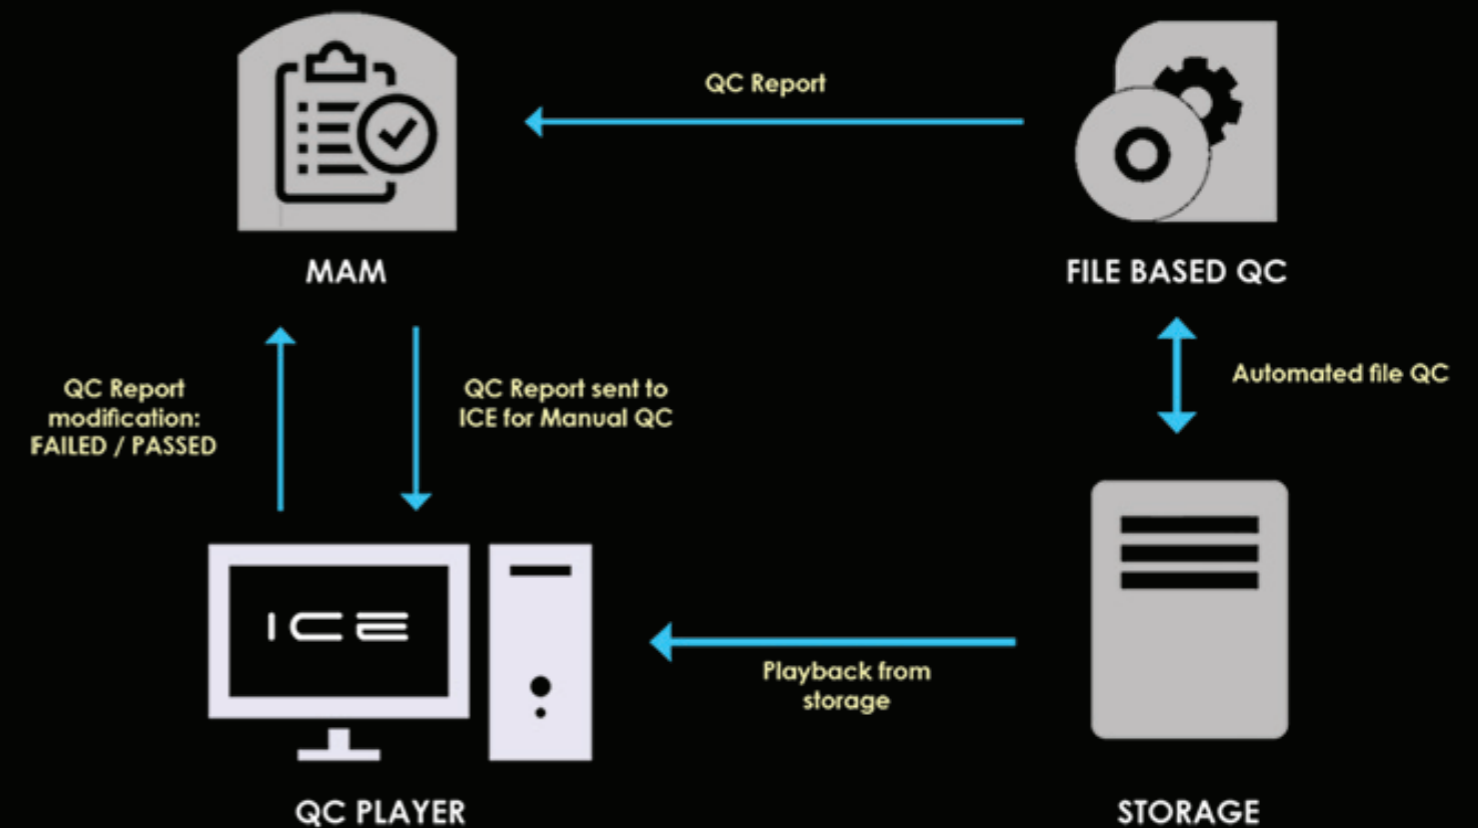 QC Report
MAM
FILE BASED QC
QC Report
modification:
FAILED / PASSED
QC Report sent to
ICE for Manual QC
Automated file QC
ICE
Playback from
storage
QC PLAYER
STORAGE